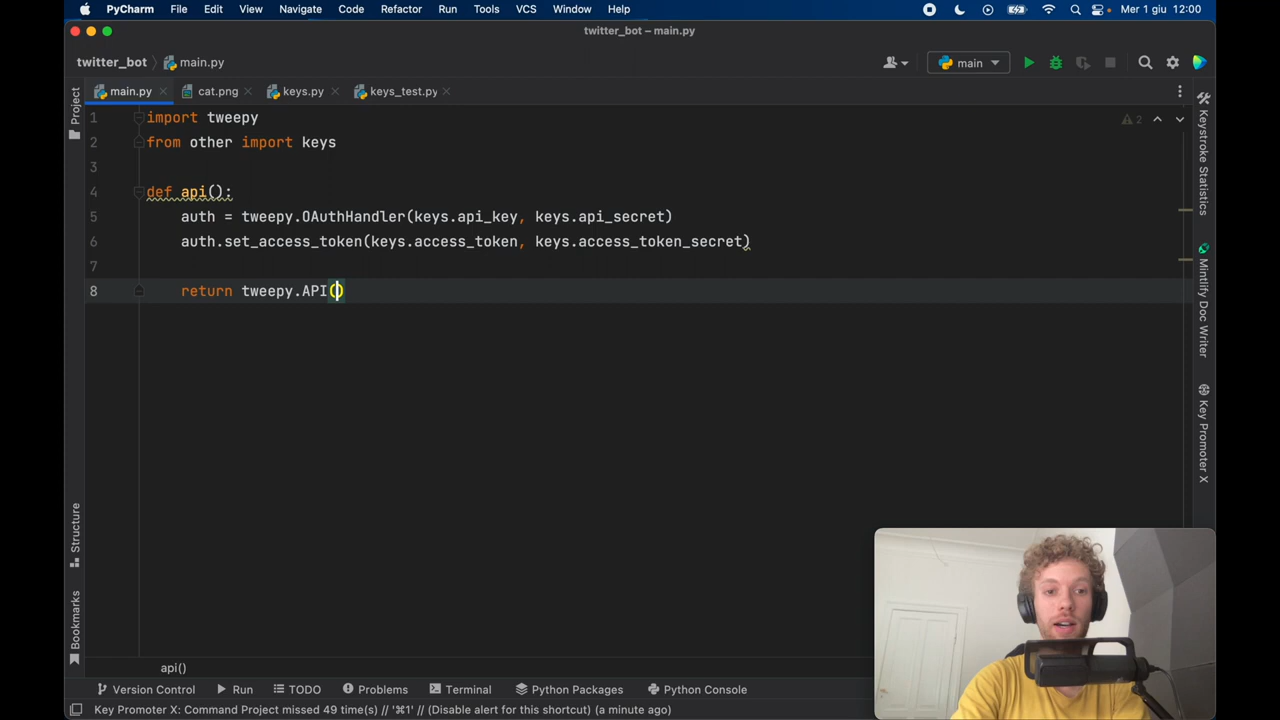 PyCharm File Edit View Navigate Code Refactor Run Tools VCS Window Help Mer 1 giu 12:00
twitter_bot – main.py
twitter_bot main.py main
main.py cat.png keys.py keys_test.py
Project
1 import tweepy
2 from other import keys
3
4 def api():
5 auth = tweepy.OAuthHandler(keys.api_key, keys.api_secret)
6 auth.set_access_token(keys.access_token, keys.access_token_secret)
7
8 return tweepy.API()
2
Keystroke Statistics
Mintlify Doc Writer
Key Promoter X
Structure
Bookmarks
api()
Version Control Run TODO Problems Terminal Python Packages Python Console
Key Promoter X: Command Project missed 49 time(s) // '⌘1' // (Disable alert for this shortcut) (a minute ago)